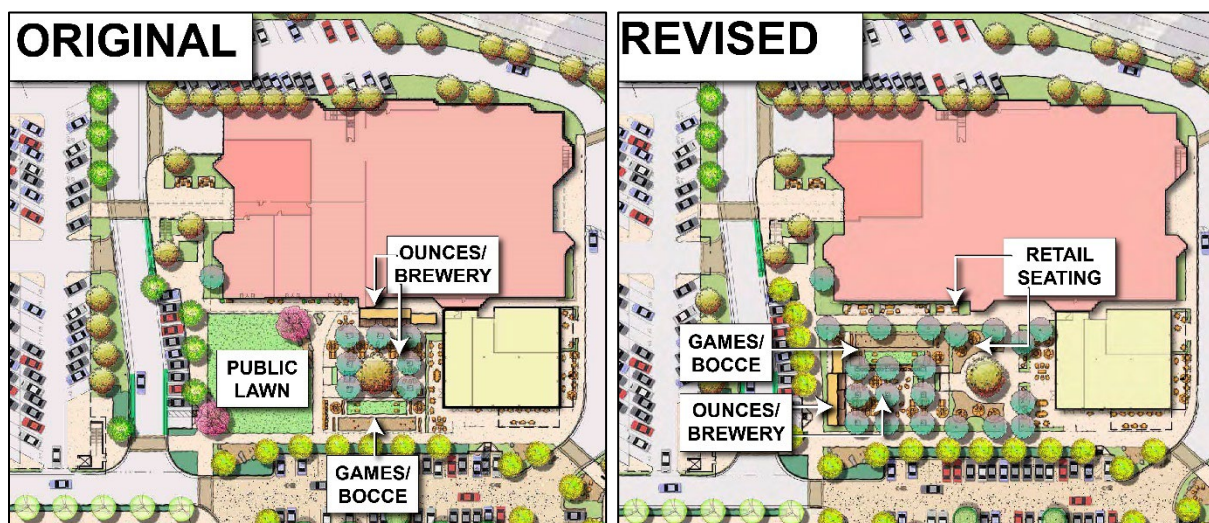 ORIGINAL
OUNCES/
BREWERY
PUBLIC
LAWN
GAMES/
BOCCE
REVISED
RETAIL
SEATING
GAMES/
BOCCE
OUNCES/
BREWERY